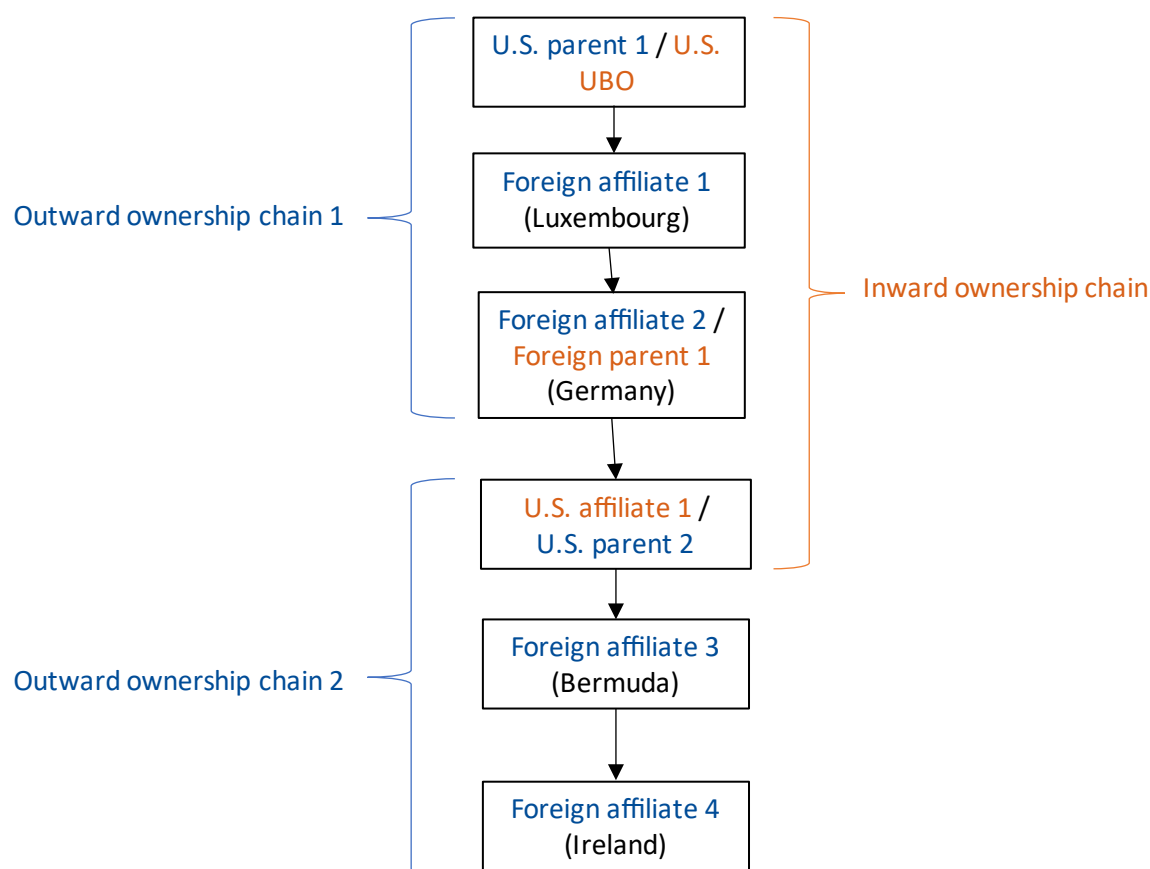 U.S. parent 1 / U.S.
UBO
Foreign affiliate 1
(Luxembourg)
Outward ownership chain 1
Inward ownership chain
Foreign affiliate 2 /
Foreign parent 1
(Germany)
U.S. affiliate 1 /
U.S. parent 2
Foreign affiliate 3
(Bermuda)
Outward ownership chain 2
Foreign affiliate 4
(Ireland)